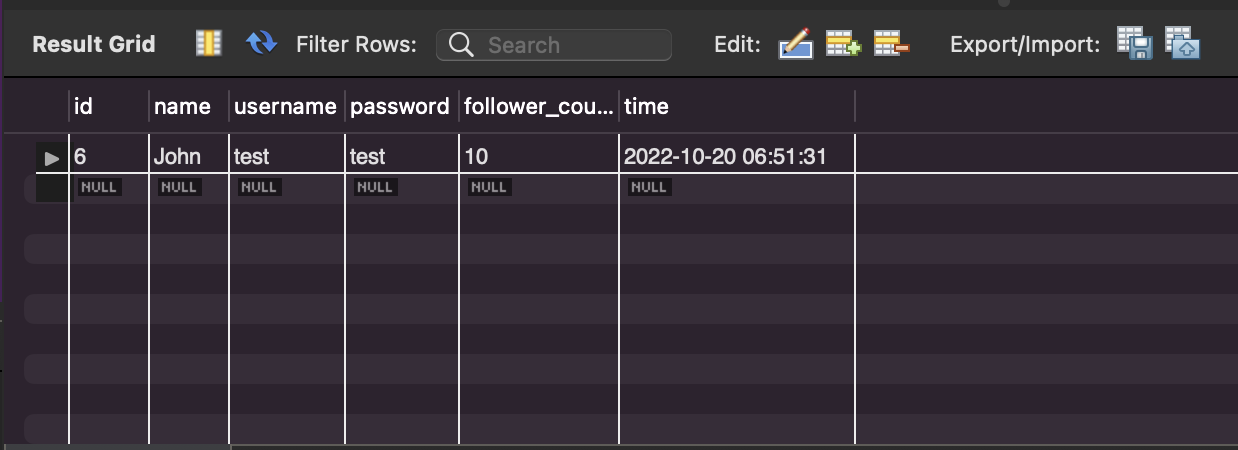 Result Grid Filter Rows: Search Edit: Export/Import:
id name username password follower_cou... time
6 John test test 10 2022-10-20 06:51:31
NULL NULL NULL NULL NULL NULL